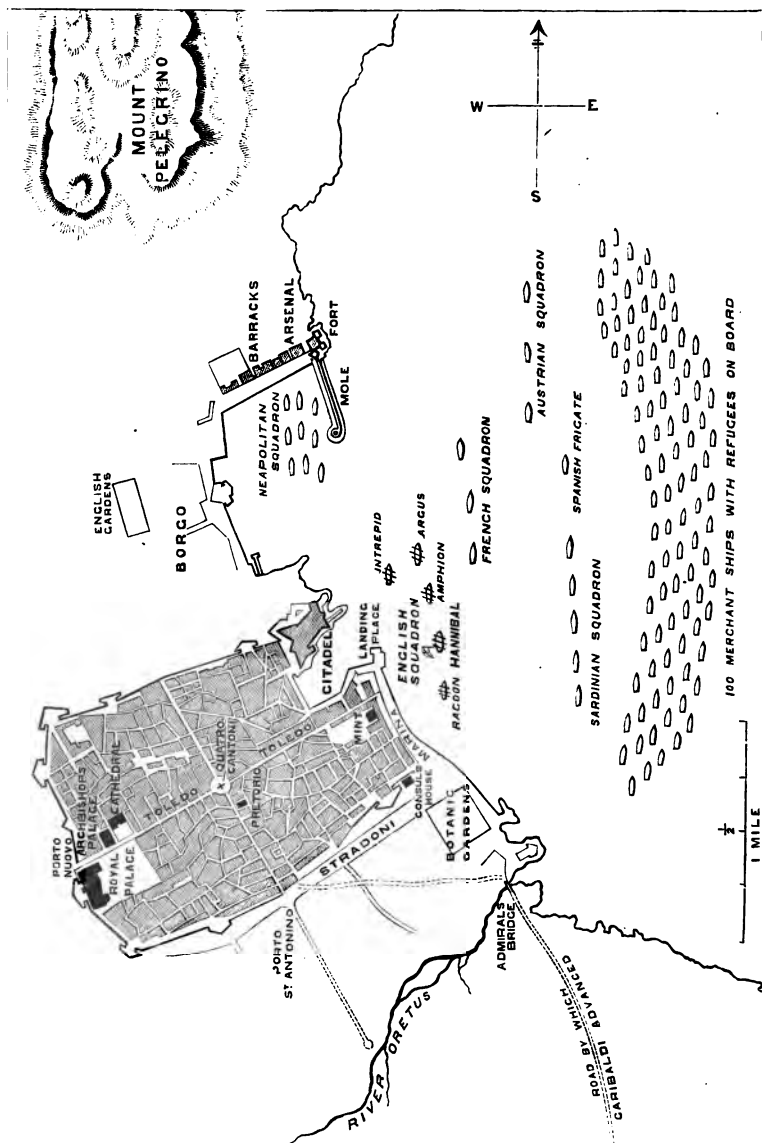 MOUNT
PELEGRINO
W
E
S
BARRACKS
ARSENAL
FORT
MOLE
NEAPOLITAN
SQUADRON
ENGLISH
GARDENS
BORGO
AUSTRIAN SQUADRON
SPANISH FRIGATE
FRENCH SQUADRON
SARDINIAN SQUADRON
100 MERCHANT SHIPS WITH REFUGEES ON BOARD
INTREPID
ARGUS
AMPHION
ENGLISH
SQUADRON
HANNIBAL
RACOON
CITADEL
LANDING
PLACE
PORTO
NUOVO
ARCHBISHOPS
PALACE
CATHEDRAL
ROYAL
PALACE
TOLEDO
QUATRO
CANTONI
TOLEDO
PRETORIO
MINT
MARINA
CONSULS
HOUSE
STRADONI
BOTANIC
GARDENS
PORTO
ST. ANTONINO
ADMIRALS
BRIDGE
RIVER ORETUS
ROAD BY WHICH
GARIBALDI ADVANCED
½
1 MILE